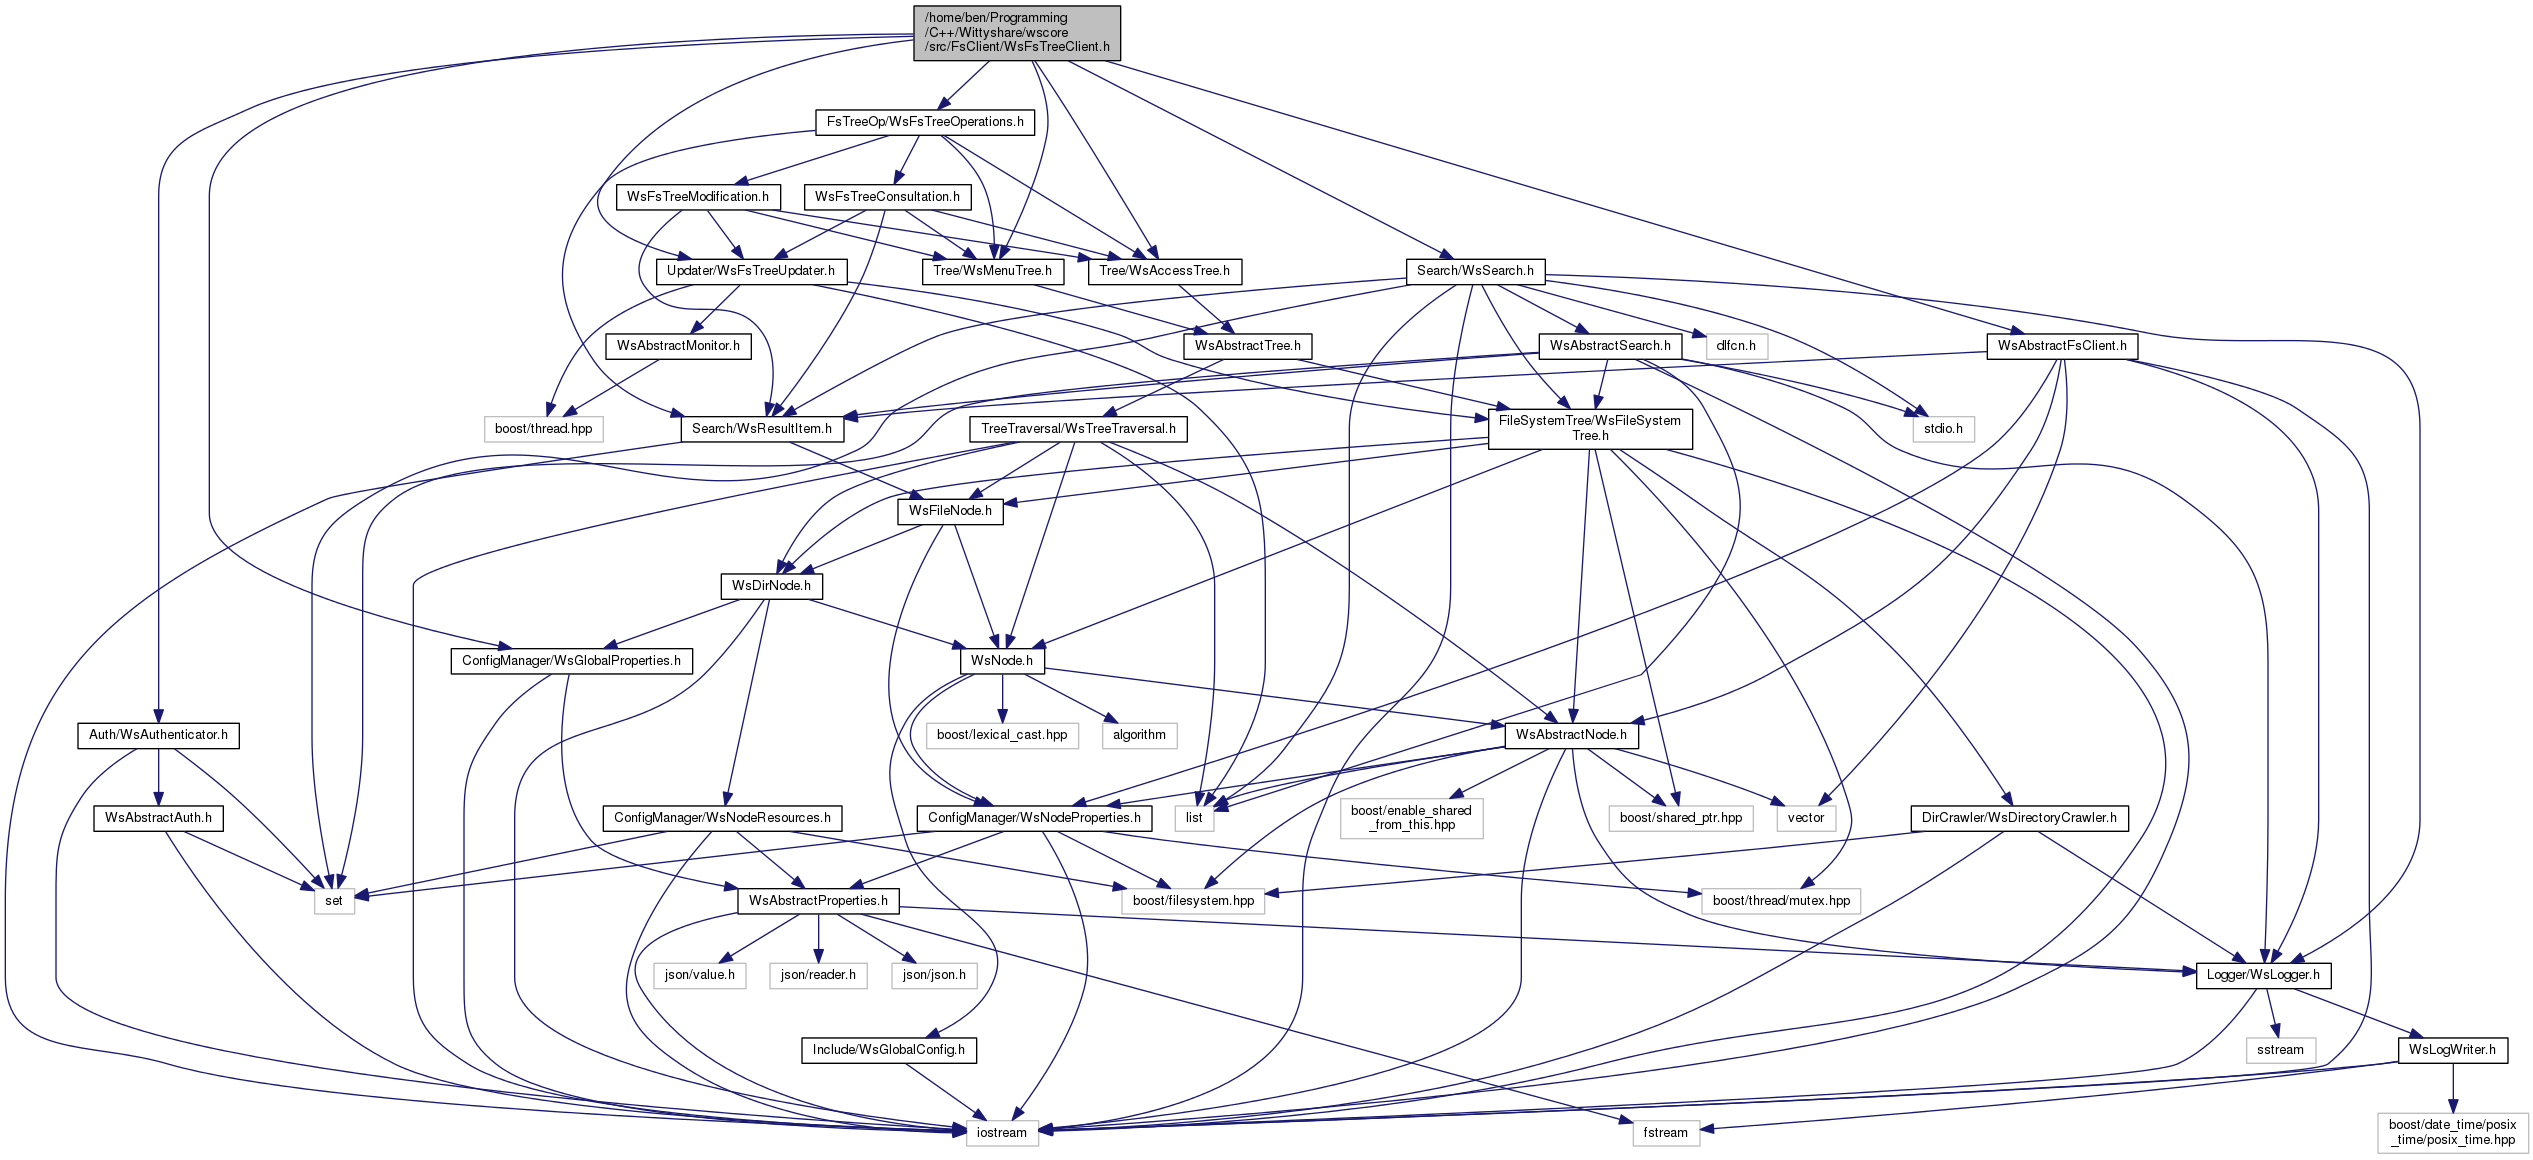 /home/ben/Programming
/C++/Wittyshare/wscore
/src/FsClient/WsFsTreeClient.h
FsTreeOp/WsFsTreeOperations.h
WsFsTreeModification.h
WsFsTreeConsultation.h
Updater/WsFsTreeUpdater.h
Tree/WsMenuTree.h
Tree/WsAccessTree.h
Search/WsSearch.h
WsAbstractMonitor.h
WsAbstractTree.h
WsAbstractSearch.h
dlfcn.h
WsAbstractFsClient.h
boost/thread.hpp
Search/WsResultItem.h
TreeTraversal/WsTreeTraversal.h
FileSystemTree/WsFileSystem
Tree.h
stdio.h
WsFileNode.h
WsDirNode.h
ConfigManager/WsGlobalProperties.h
WsNode.h
Auth/WsAuthenticator.h
boost/lexical_cast.hpp
algorithm
WsAbstractNode.h
WsAbstractAuth.h
ConfigManager/WsNodeResources.h
ConfigManager/WsNodeProperties.h
list
boost/enable_shared
_from_this.hpp
boost/shared_ptr.hpp
vector
DirCrawler/WsDirectoryCrawler.h
set
WsAbstractProperties.h
boost/filesystem.hpp
boost/thread/mutex.hpp
json/value.h
json/reader.h
json/json.h
Logger/WsLogger.h
Include/WsGlobalConfig.h
sstream
WsLogWriter.h
iostream
fstream
boost/date_time/posix
_time/posix_time.hpp